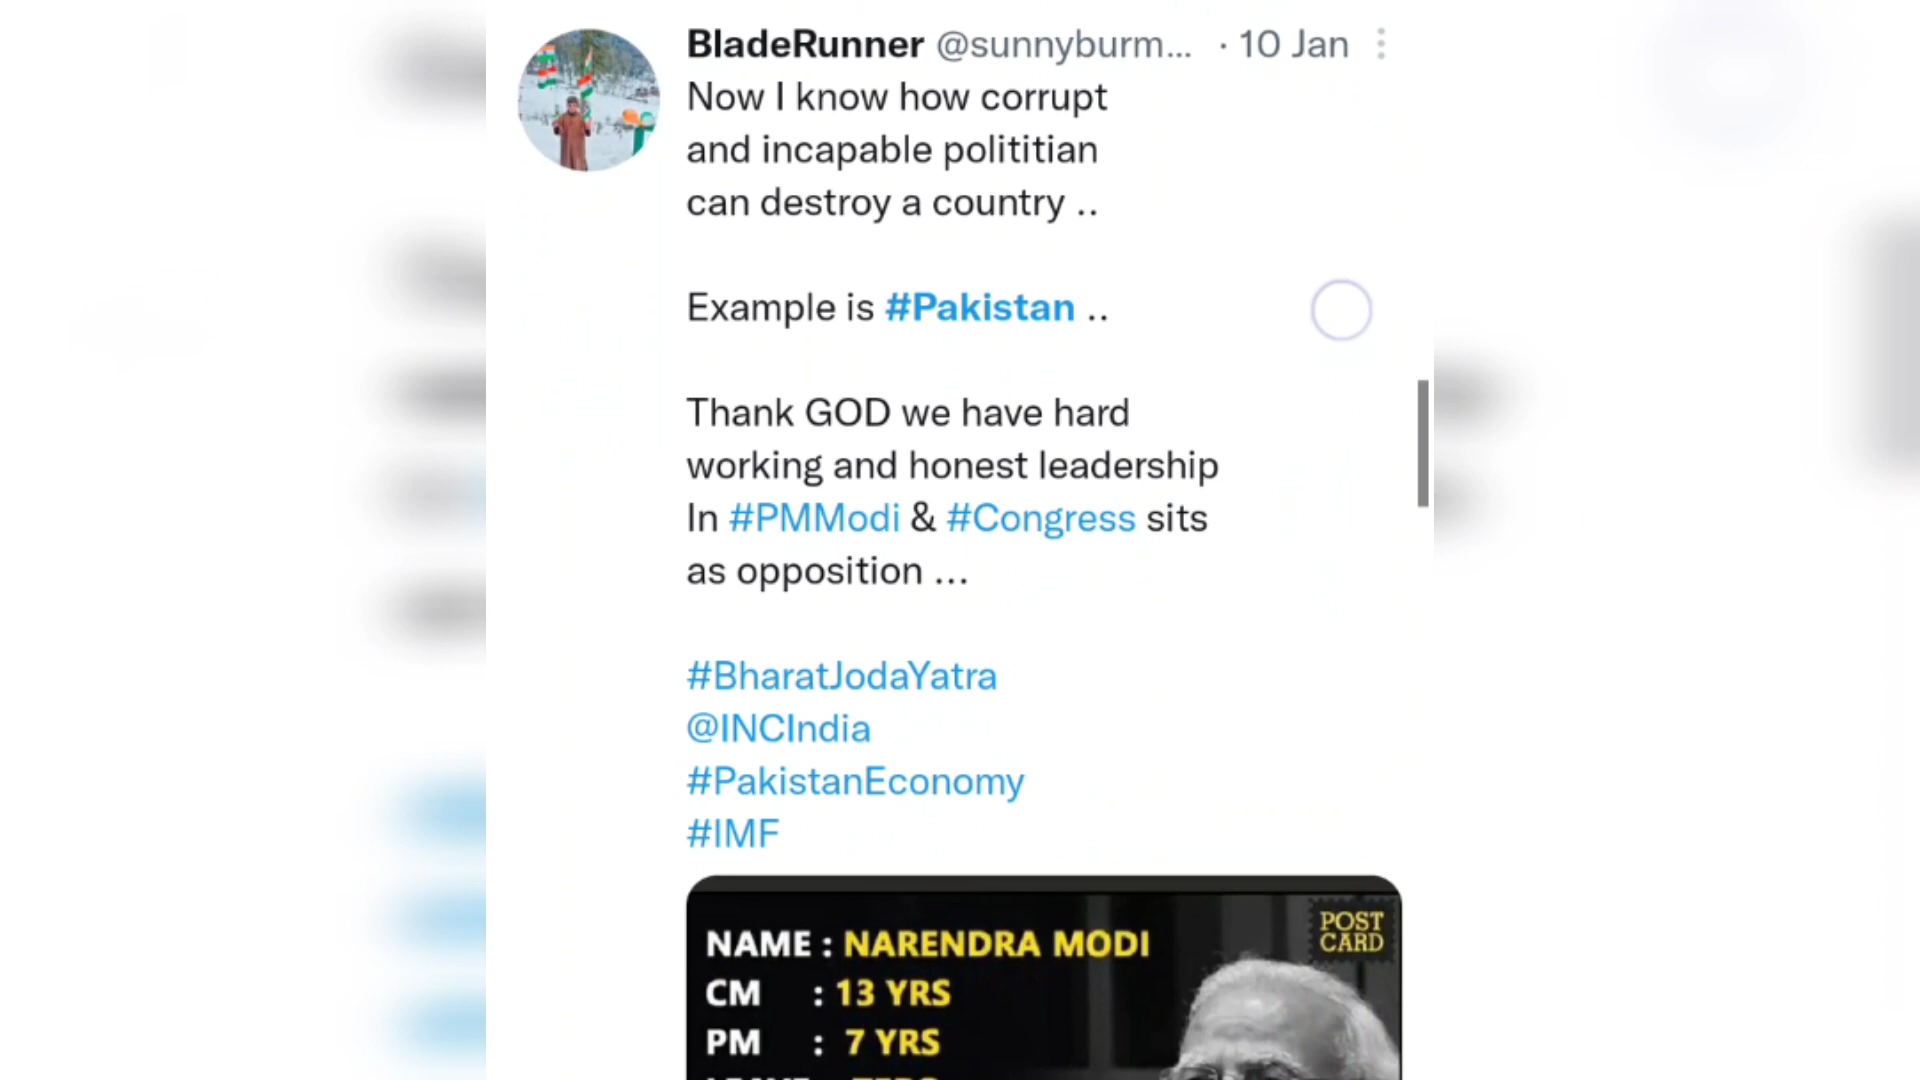 BladeRunner @sunnyburm... · 10 Jan
Now I know how corrupt
and incapable polititian
can destroy a country ..
Example is #Pakistan ..
Thank GOD we have hard
working and honest leadership
In #PMModi & #Congress sits
as opposition ...
#BharatJodaYatra
@INCIndia
#PakistanEconomy
#IMF
POST
CARD
NAME : NARENDRA MODI
CM : 13 YRS
PM : 7 YRS